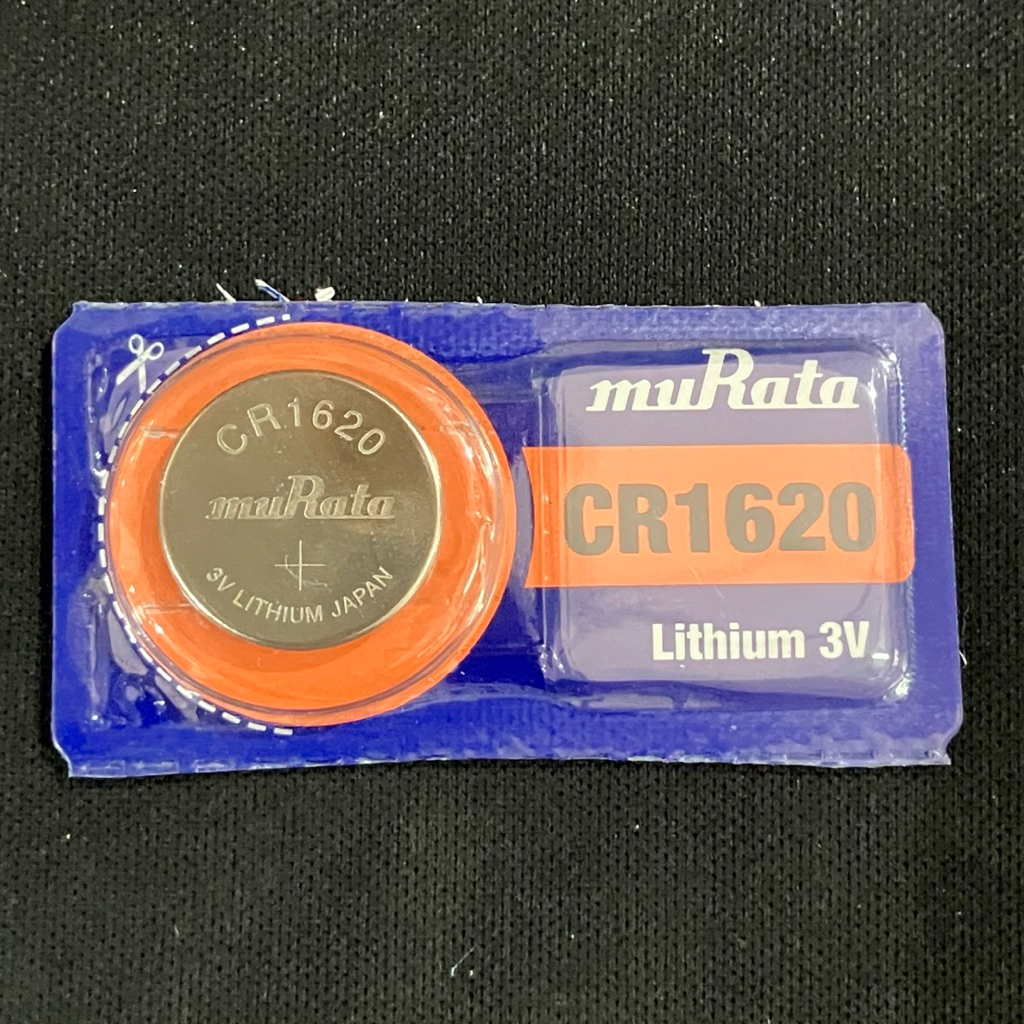 CR1620
muRata
+
3V LITHIUM JAPAN
muRata
CR1620
Lithium 3V